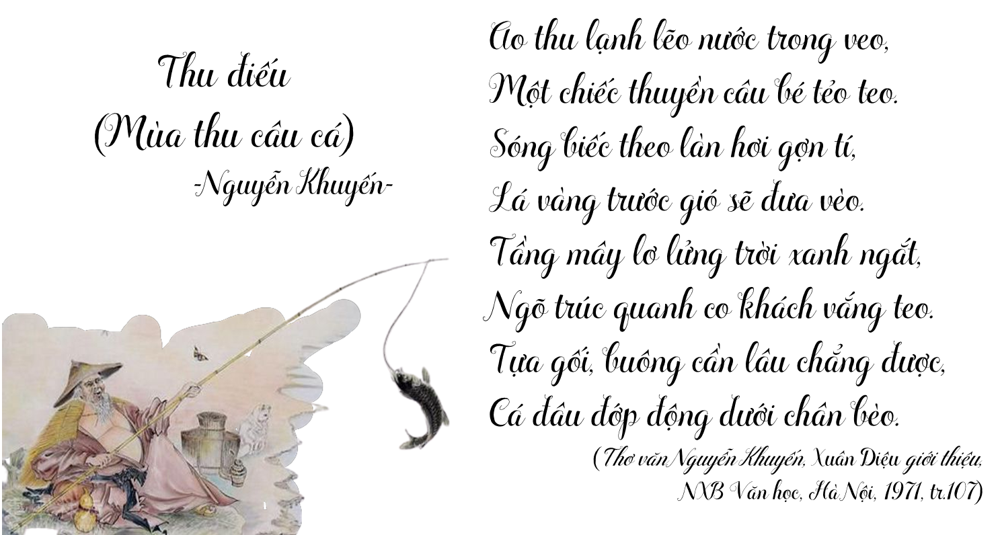 Thu điếu
(Mùa thu câu cá)
-Nguyễn Khuyến-
Ao thu lạnh lẽo nước trong veo,
Một chiếc thuyền câu bé tẻo teo.
Sóng biếc theo làn hơi gợn tí,
Lá vàng trước gió sẽ đưa vèo.
Tầng mây lơ lửng trời xanh ngắt,
Ngõ trúc quanh co khách vắng teo.
Tựa gối, buông cần lâu chẳng được,
Cá đâu đớp động dưới chân bèo.
(Thơ văn Nguyễn Khuyến, Xuân Diệu giới thiệu,
NXB Văn học, Hà Nội, 1971, tr.107)